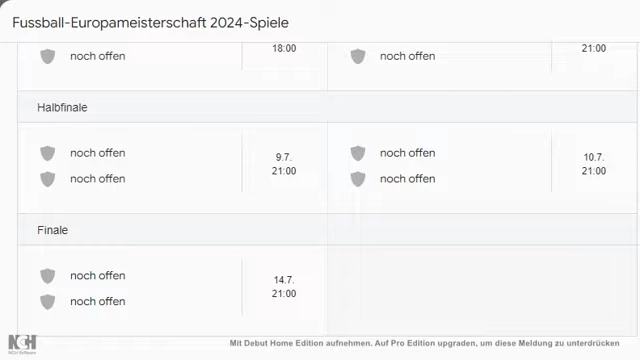 Fussball-Europameisterschaft 2024-Spiele
noch offen
18:00
noch offen
21:00
Halbfinale
noch offen
noch offen
9.7.
21:00
noch offen
noch offen
10.7.
21:00
Finale
noch offen
noch offen
14.7.
21:00
NCH
NCH Software
Mit Debut Home Edition aufnehmen. Auf Pro Edition upgraden, um diese Meldung zu unterdrücken